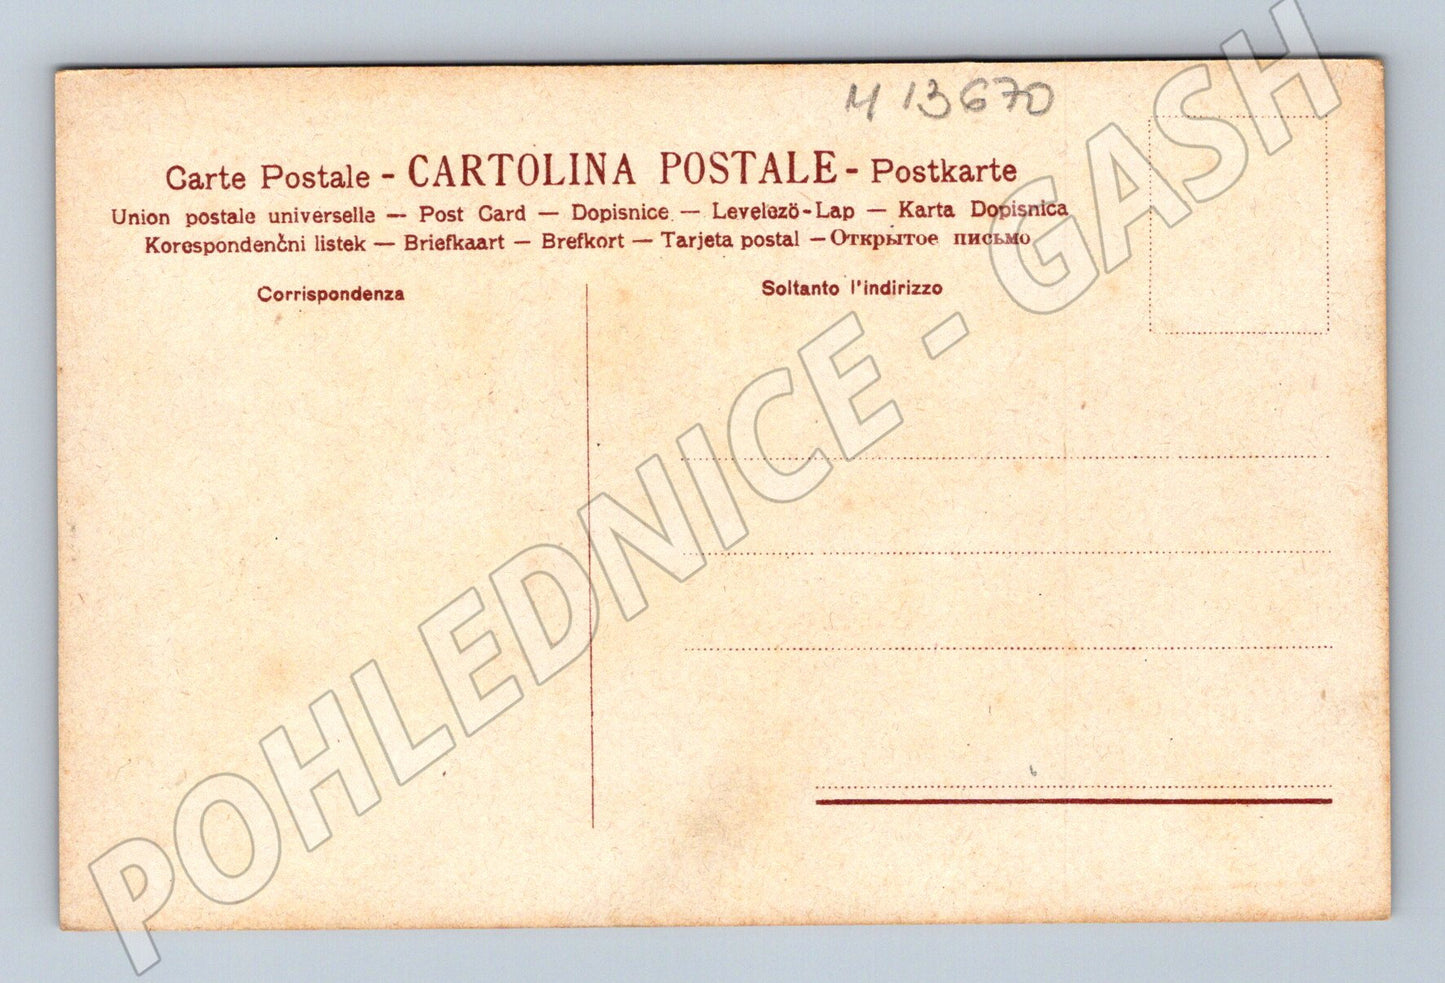 M 13670
Carte Postale - CARTOLINA POSTALE - Postkarte
Union postale universelle — Post Card — Dopisnice — Levelezö-Lap — Karta Dopisnica
Korespondenčni listek — Briefkaart — Brefkort — Tarjeta postal — Открытое письмо
Corrispondenza
Soltanto l'indirizzo
POHLEDNICE - GASH